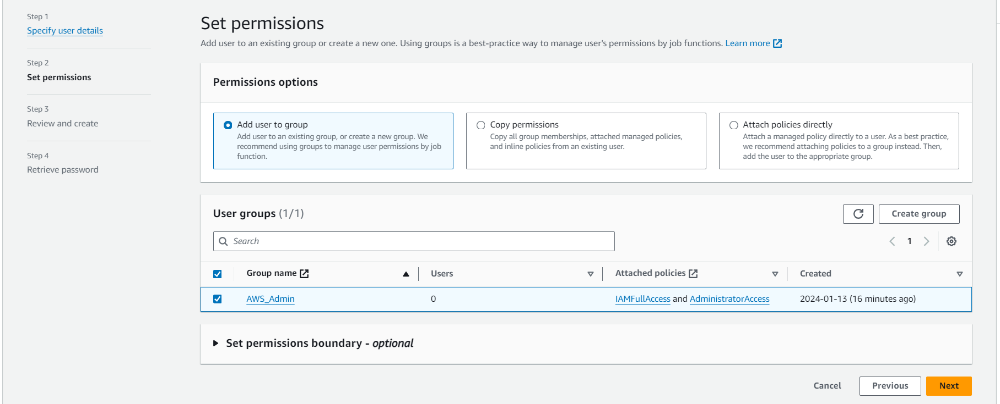 Step 1
Specify user details
Step 2
Set permissions
Step 3
Review and create
Step 4
Retrieve password
Set permissions
Add user to an existing group or create a new one. Using groups is a best-practice way to manage user's permissions by job functions. Learn more
Permissions options
Add user to group
Add user to an existing group, or create a new group. We
recommend using groups to manage user permissions by job
function.
Copy permissions
Copy all group memberships, attached managed policies,
and inline policies from an existing user.
Attach policies directly
Attach a managed policy directly to a user. As a best practice,
we recommend attaching policies to a group instead. Then,
add the user to the appropriate group.
User groups (1/1)
Create group
Search
1
Group name Users Attached policies Created
AWS_Admin 0 IAMFullAccess and AdministratorAccess 2024-01-13 (16 minutes ago)
Set permissions boundary - optional
Cancel Previous Next